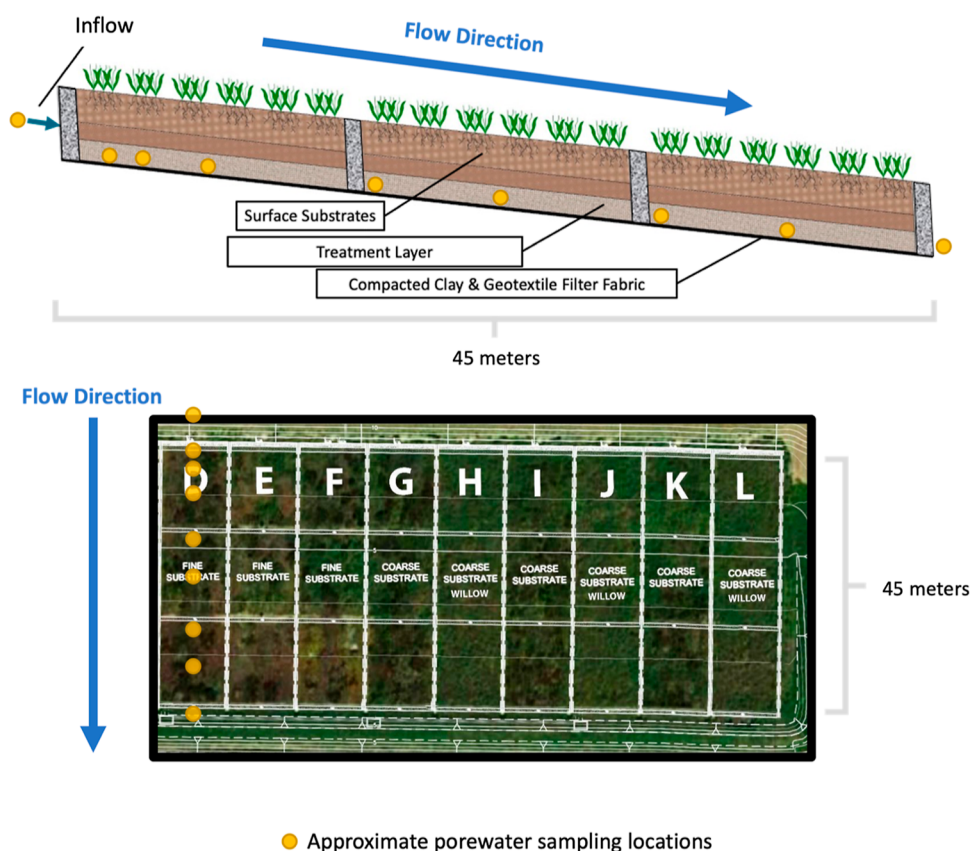 Inflow
Flow Direction
Surface Substrates
Treatment Layer
Compacted Clay & Geotextile Filter Fabric
45 meters
Flow Direction
D E F G H I J K L
FINE
SUBSTRATE
FINE
SUBSTRATE
FINE
SUBSTRATE
COARSE
SUBSTRATE
COARSE
SUBSTRATE
WILLOW
COARSE
SUBSTRATE
COARSE
SUBSTRATE
WILLOW
COARSE
SUBSTRATE
COARSE
SUBSTRATE
WILLOW
45 meters
Approximate porewater sampling locations